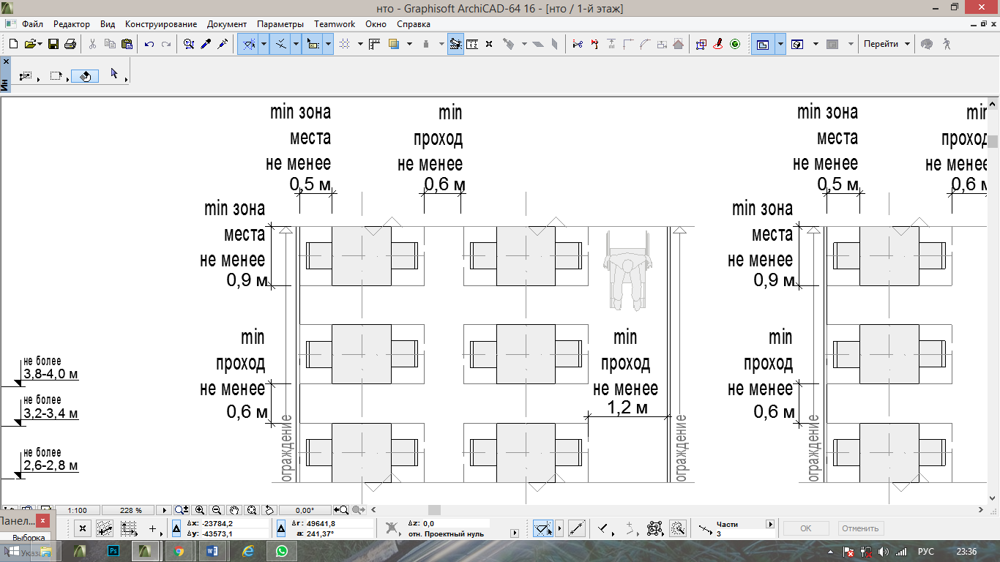 нто - Graphisoft ArchiCAD-64 16 - [нто / 1-й этаж]
Файл Редактор Вид Конструирование Документ Параметры Teamwork Окно Справка
Перейти
Ин
min зона
места
не менее
0,5 м
min
проход
не менее
0,6 м
min зона
места
не менее
0,5 м
min
проход
не менее
0,6 м
min зона
места
не менее
0,9 м
min зона
места
не менее
0,9 м
min
проход
не менее
0,6 м
min
проход
не менее
1,2 м
min
проход
не менее
0,6 м
не более
3,8-4,0 м
не более
3,2-3,4 м
не более
2,6-2,8 м
ограждение
ограждение
ограждение
1:100 228 % 0,00°
Панел...
Выборка
Указа
Δx: -23784,2
Δy: -43573,1
Δr: 49641,8
a: 241,37°
Δz: 0,0
отн. Проектный нуль
Части
3
ОК Отменить
Ps
РУС 23:36